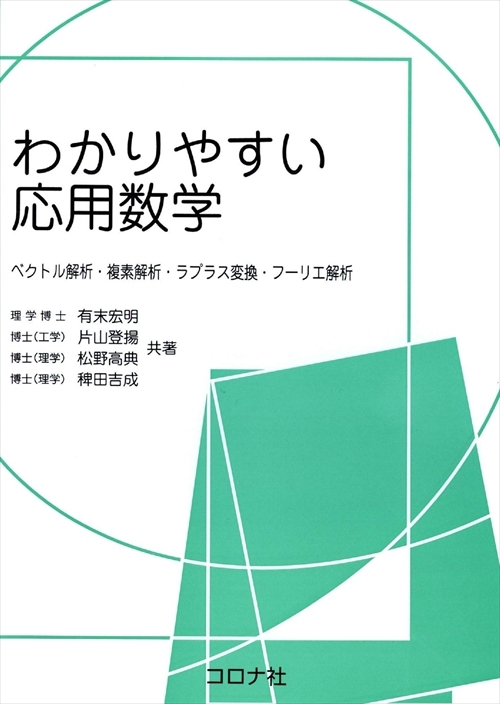 わかりやすい
応用数学
ベクトル解析・複素解析・ラプラス変換・フーリエ解析
理学博士 有末宏明
博士(工学) 片山登揚
博士(理学) 松野高典
博士(理学) 稗田吉成
共著
コロナ社